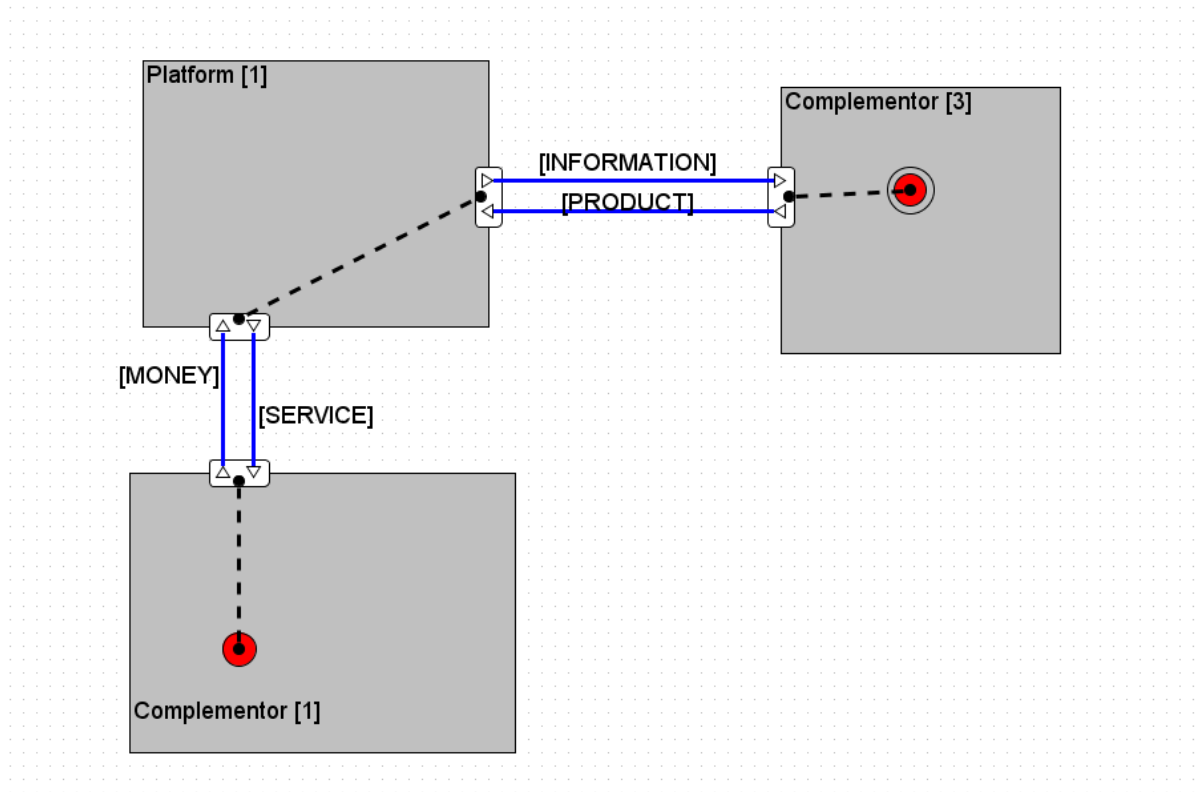 Platform [1]
Complementor [3]
[INFORMATION]
[PRODUCT]
[MONEY]
[SERVICE]
Complementor [1]